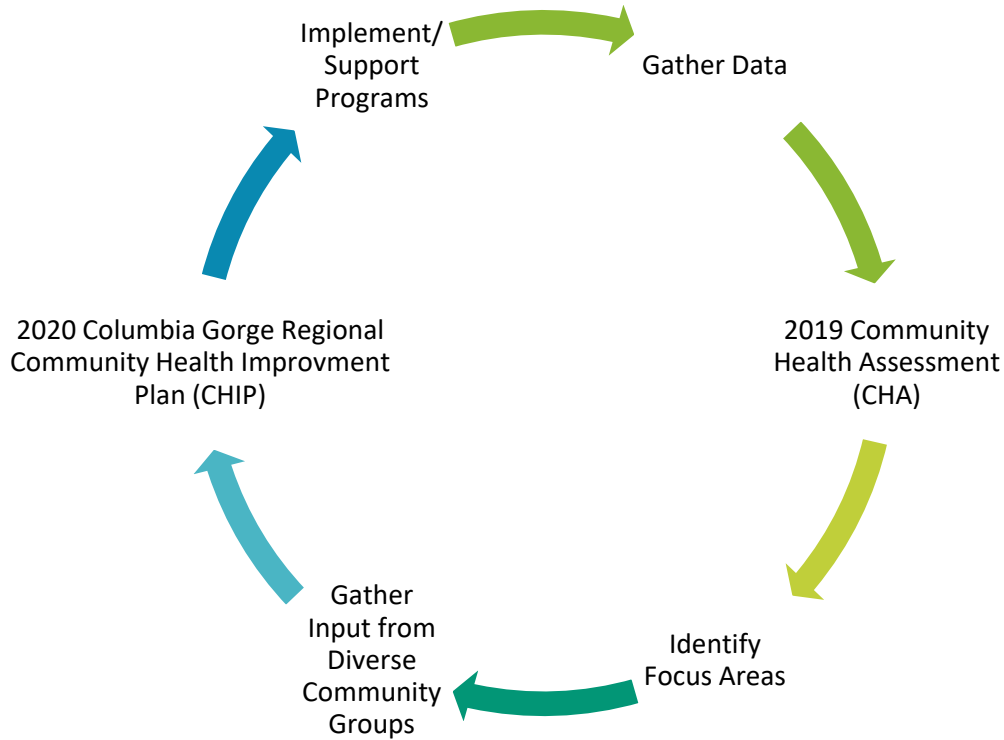 Implement/
Support
Programs
Gather Data
2019 Community
Health Assessment
(CHA)
Identify
Focus Areas
Gather
Input from
Diverse
Community
Groups
2020 Columbia Gorge Regional
Community Health Improvment
Plan (CHIP)